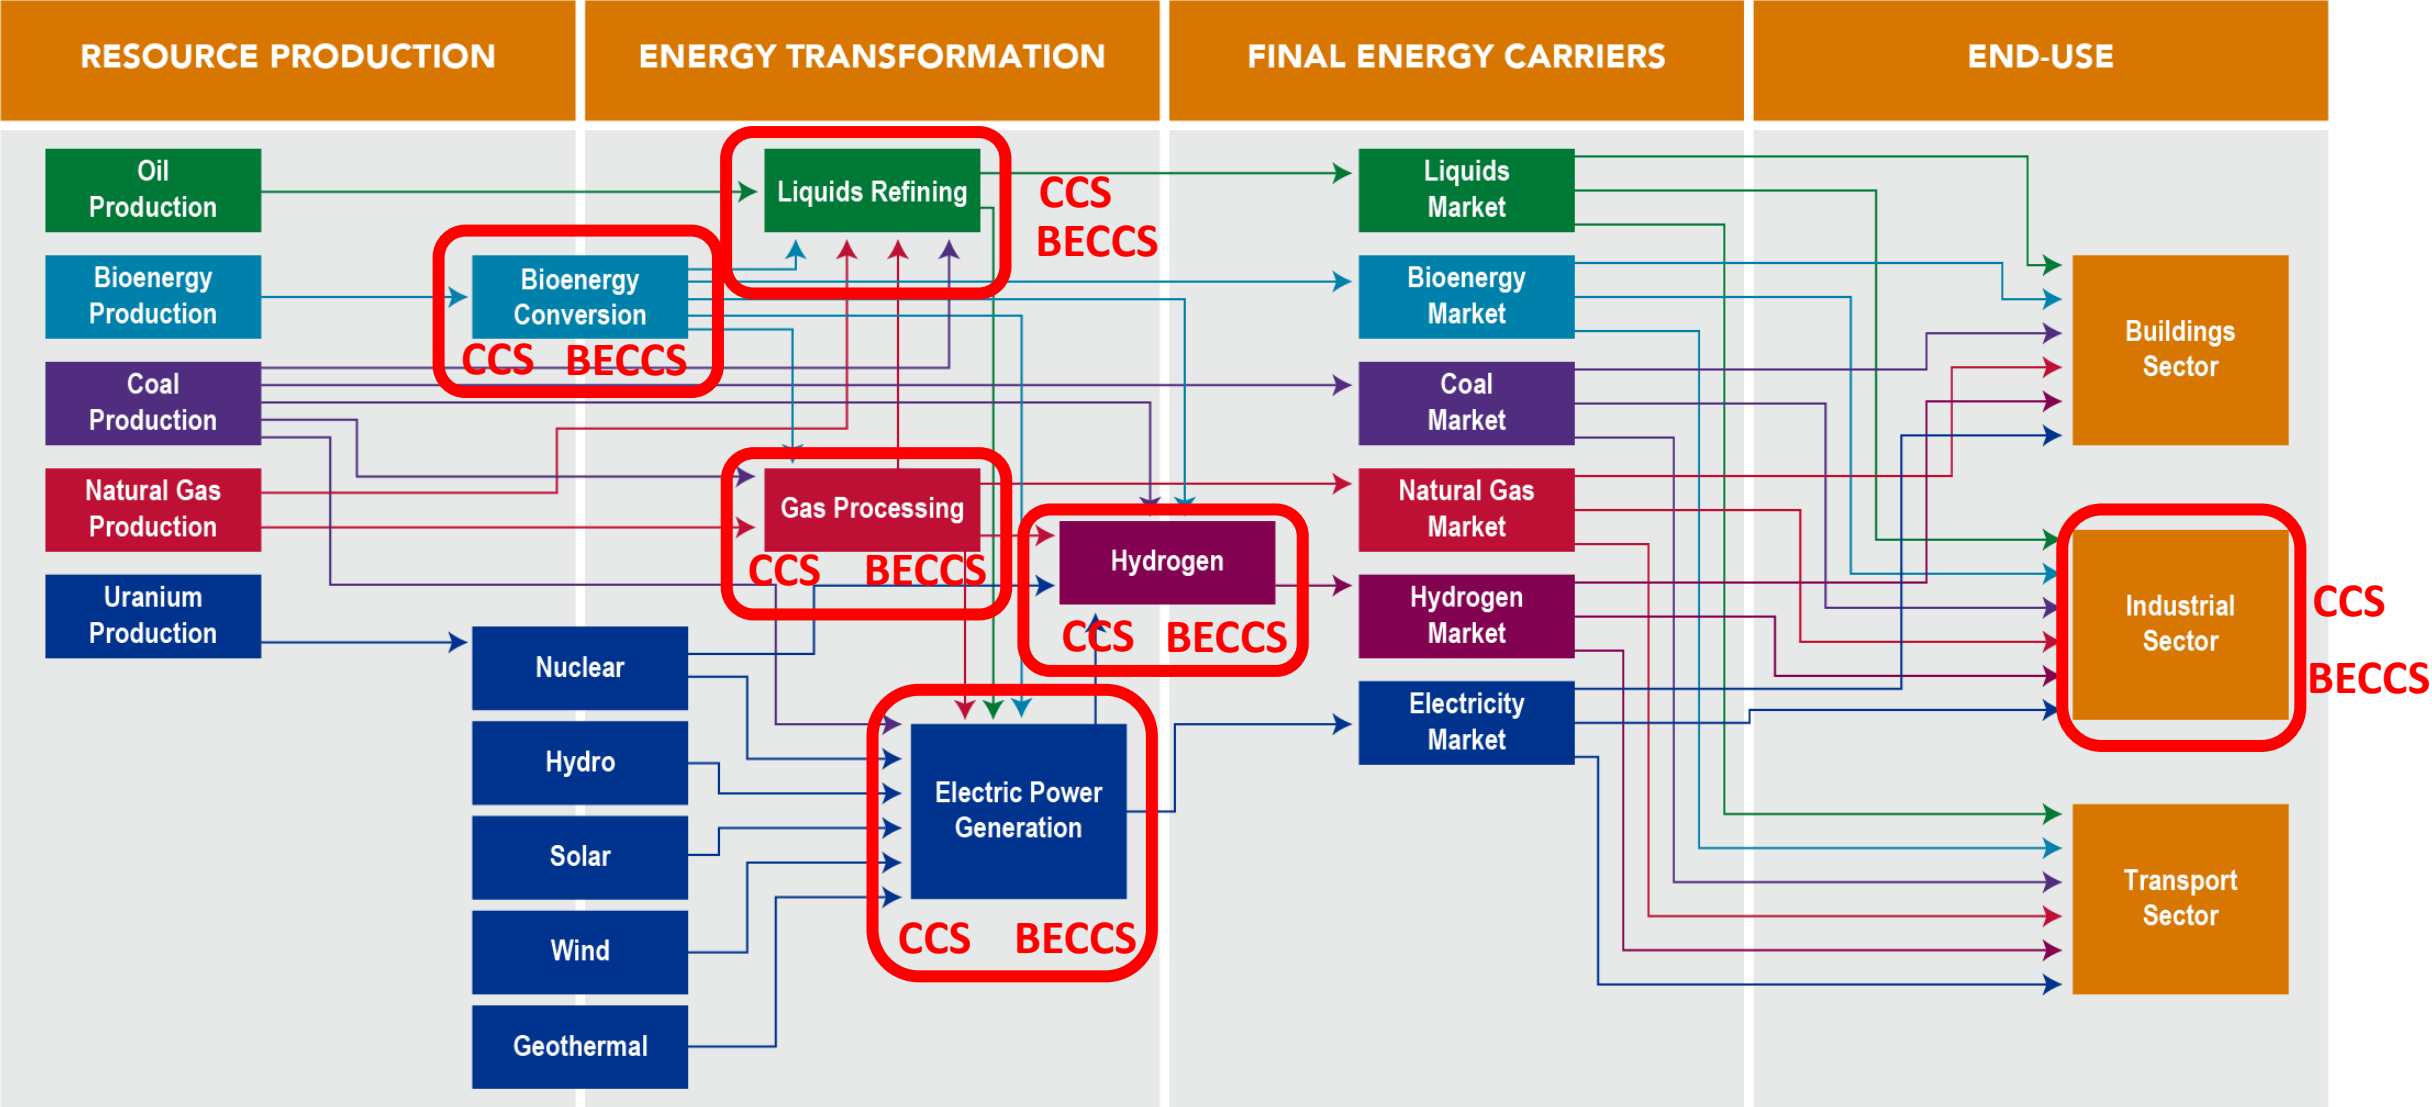 RESOURCE PRODUCTION
ENERGY TRANSFORMATION
FINAL ENERGY CARRIERS
END-USE
Oil
Production
Bioenergy
Production
Coal
Production
Natural Gas
Production
Uranium
Production
Liquids Refining
CCS
BECCS
Bioenergy
Conversion
CCS BECCS
Gas Processing
CCS BECCS
Hydrogen
CCS BECCS
Nuclear
Hydro
Solar
Wind
Geothermal
Electric Power
Generation
CCS BECCS
Liquids
Market
Bioenergy
Market
Coal
Market
Natural Gas
Market
Hydrogen
Market
Electricity
Market
Buildings
Sector
Industrial
Sector
CCS
BECCS
Transport
Sector